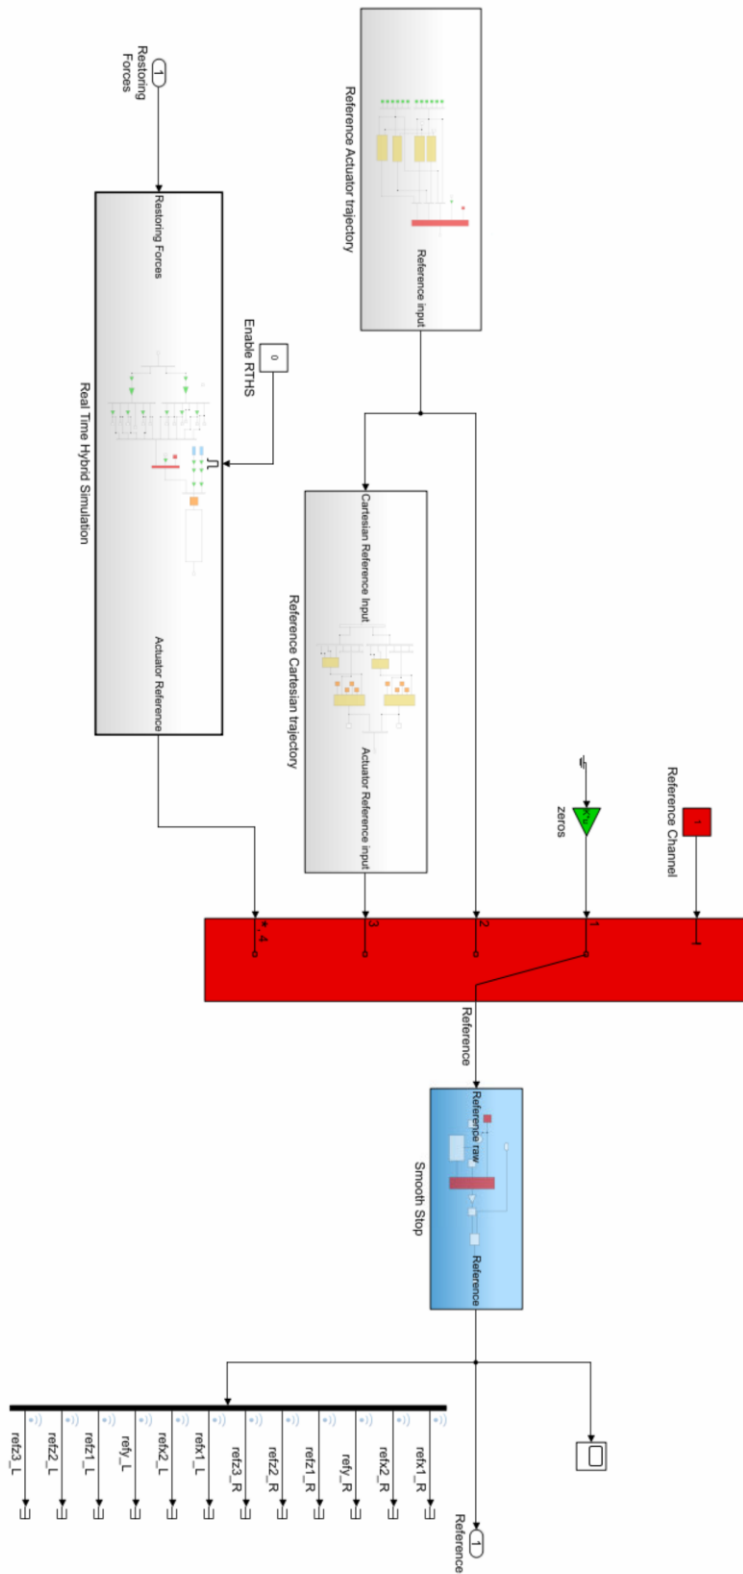 Reference Channel
1
zeros
K*u
1
2
3
*, 4
Reference input
Reference Actuator trajectory
Cartesian Reference Input
Actuator Reference input
Reference Cartesian trajectory
0
Enable RTHS
1
Restoring
Forces
Restoring Forces
Actuator Reference
Real Time Hybrid Simulation
Reference
Reference raw
Reference
Smooth Stop
1
Reference
refx1_R
refx2_R
refy_R
refz1_R
refz2_R
refz3_R
refx1_L
refx2_L
refy_L
refz1_L
refz2_L
refz3_L